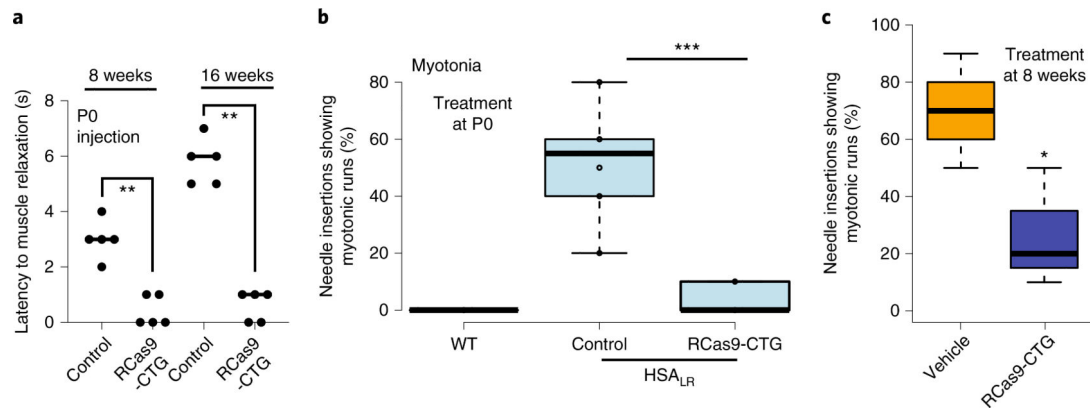 a
8 weeks
16 weeks
Latency to muscle relaxation (s)
8
6
4
2
0
P0
injection
**
**
Control
RCas9
-CTG
Control
RCas9
-CTG
b
Needle insertions showing
myotonic runs (%)
80
60
40
20
0
Myotonia
Treatment
at P0
***
WT
Control
RCas9-CTG
HSALR
c
Needle insertions showing
myotonic runs (%)
100
80
60
40
20
0
Treatment
at 8 weeks
*
Vehicle
RCas9-CTG